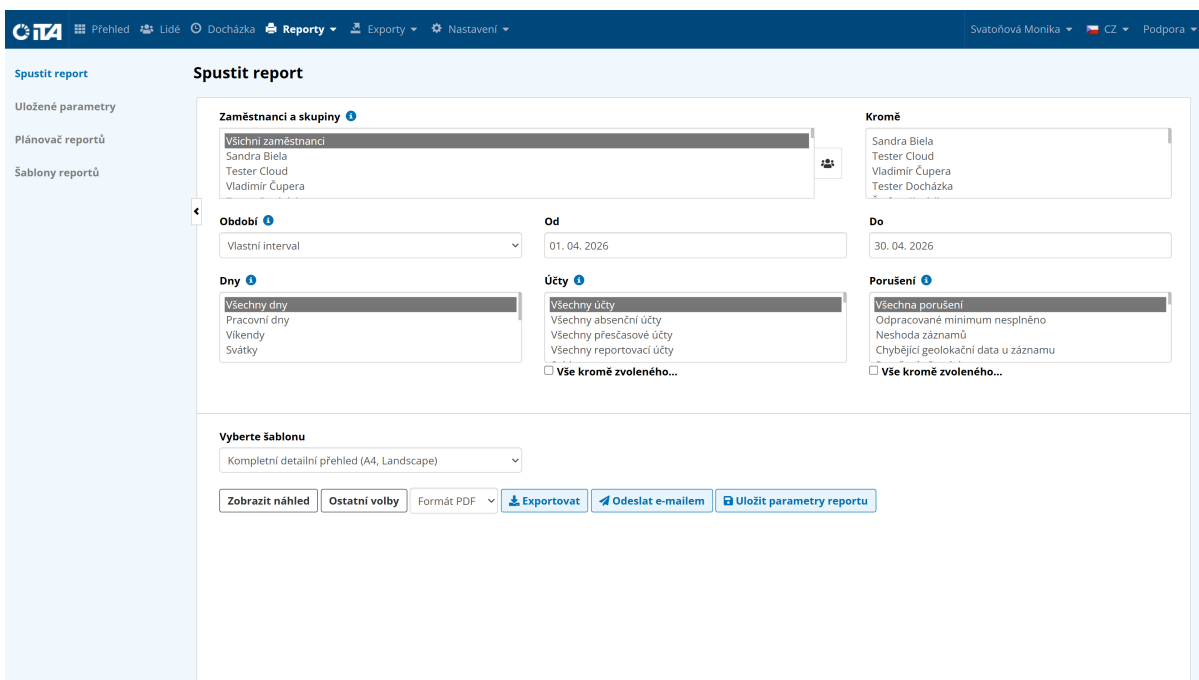 iTA Přehled Lidé Docházka Reporty Exporty Nastavení Svatoňová Monika CZ Podpora
Spustit report
Uložené parametry
Plánovač reportů
Šablony reportů
Spustit report
Zaměstnanci a skupiny
Všichni zaměstnanci
Sandra Biela
Tester Cloud
Vladimír Čupera
Kromě
Sandra Biela
Tester Cloud
Vladimír Čupera
Tester Docházka
Období
Vlastní interval
Od
01. 04. 2026
Do
30. 04. 2026
Dny
Všechny dny
Pracovní dny
Víkendy
Svátky
Účty
Všechny účty
Všechny absenční účty
Všechny přesčasové účty
Všechny reportovací účty
Vše kromě zvoleného...
Porušení
Všechna porušení
Odpracované minimum nesplněno
Neshoda záznamů
Chybějící geolokační data u záznamu
Vše kromě zvoleného...
Vyberte šablonu
Kompletní detailní přehled (A4, Landscape)
Zobrazit náhled Ostatní volby Formát PDF Exportovat Odeslat e-mailem Uložit parametry reportu